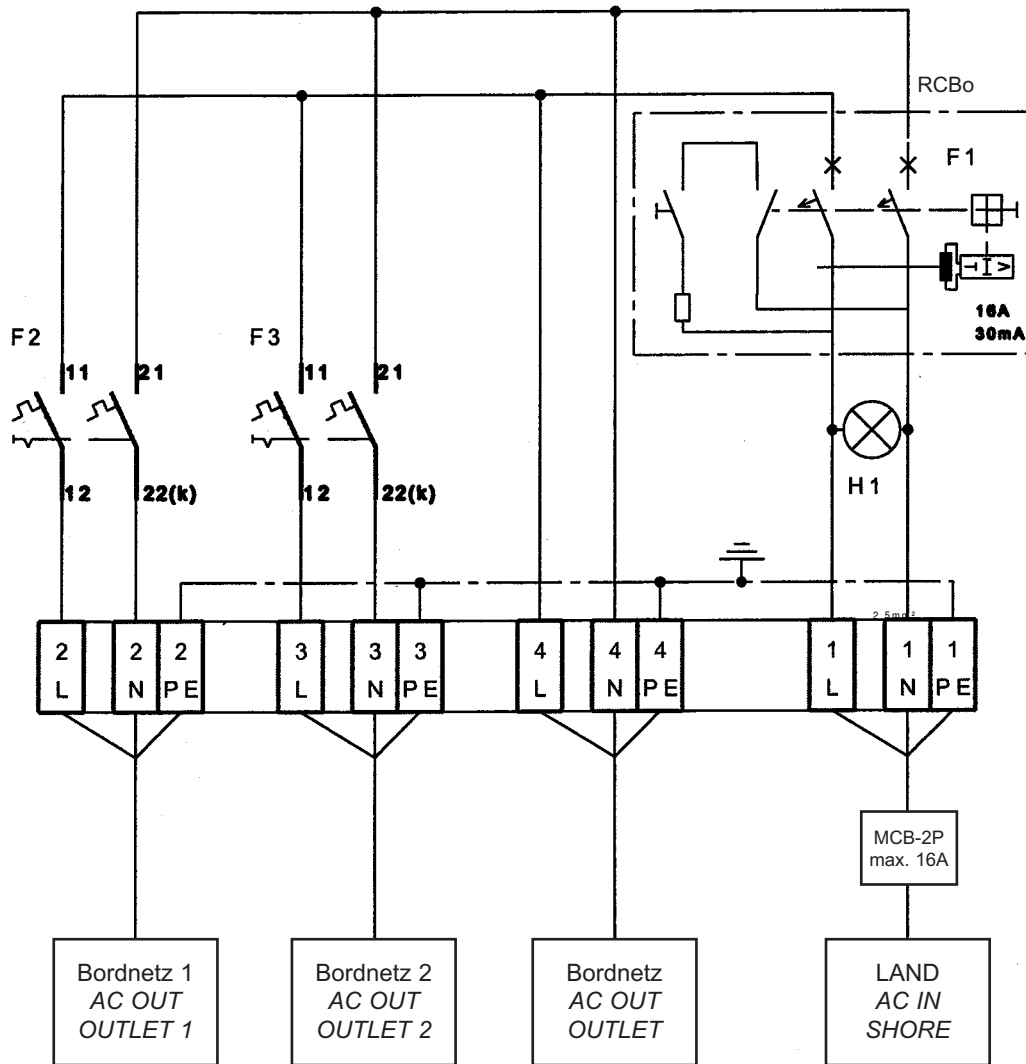 RCBo
F1
16A
30mA
F2
11
21
F3
11
21
12
22(k)
12
22(k)
H1
2,5mm²
2 2 2 3 3 3 4 4 4 1 1 1
L N PE L N PE L N PE L N PE
MCB-2P
max. 16A
Bordnetz 1
AC OUT
OUTLET 1
Bordnetz 2
AC OUT
OUTLET 2
Bordnetz
AC OUT
OUTLET
LAND
AC IN
SHORE